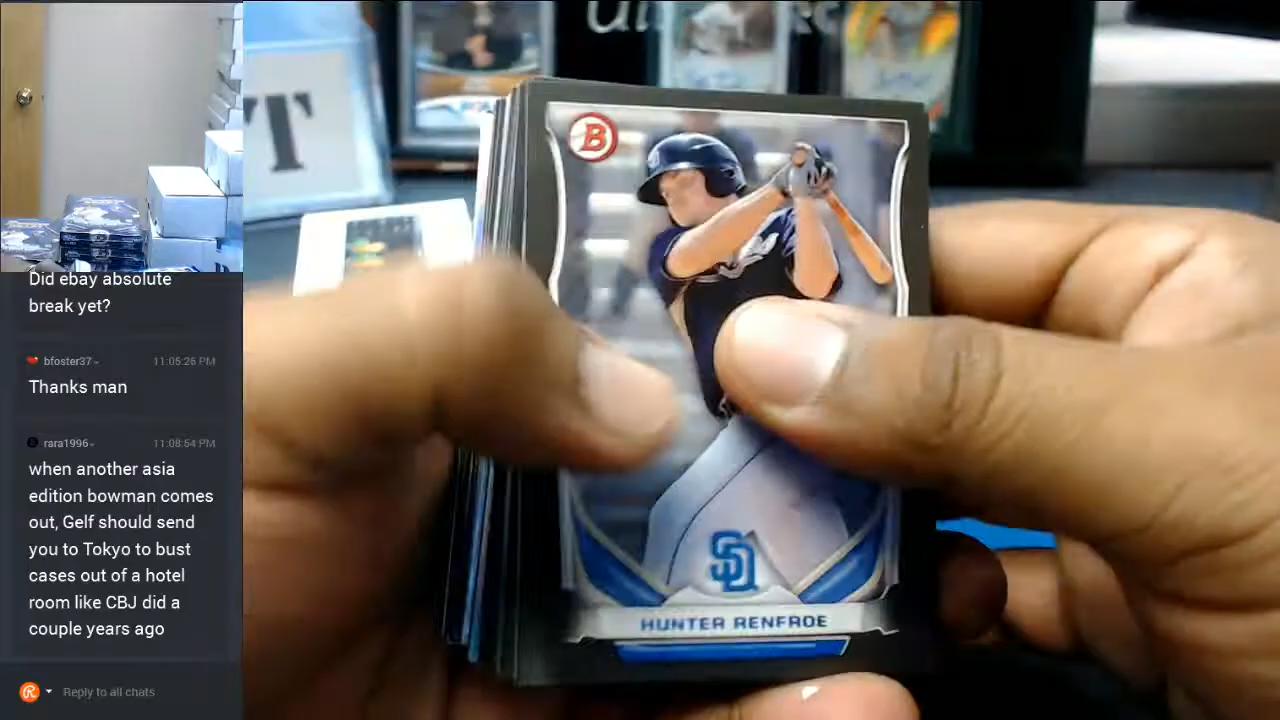 Did ebay absolute
break yet?
bfoster37
11:05:26 PM
Thanks man
rara1996
11:08:54 PM
when another asia
edition bowman comes
out, Gelf should send
you to Tokyo to bust
cases out of a hotel
room like CBJ did a
couple years ago
Reply to all chats
T
B
SD
HUNTER RENFROE